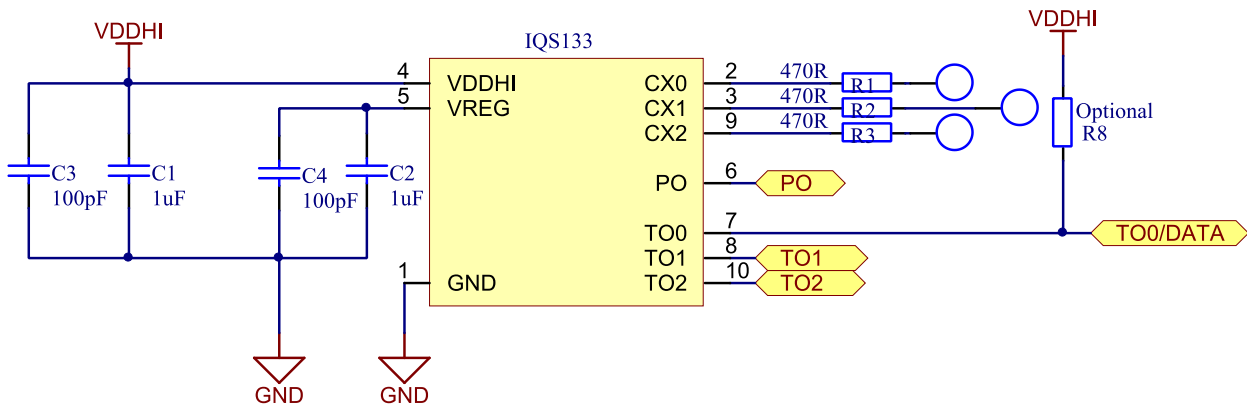 VDDHI
VDDHI
IQS133
4 VDDHI CX0 2 470R R1
5 VREG CX1 3 470R R2
CX2 9 470R R3
Optional
R8
C3
100pF
C1
1uF
C4
100pF
C2
1uF
PO 6 PO
TO0 7 TO0/DATA
TO1 8 TO1
1 GND TO2 10 TO2
GND
GND